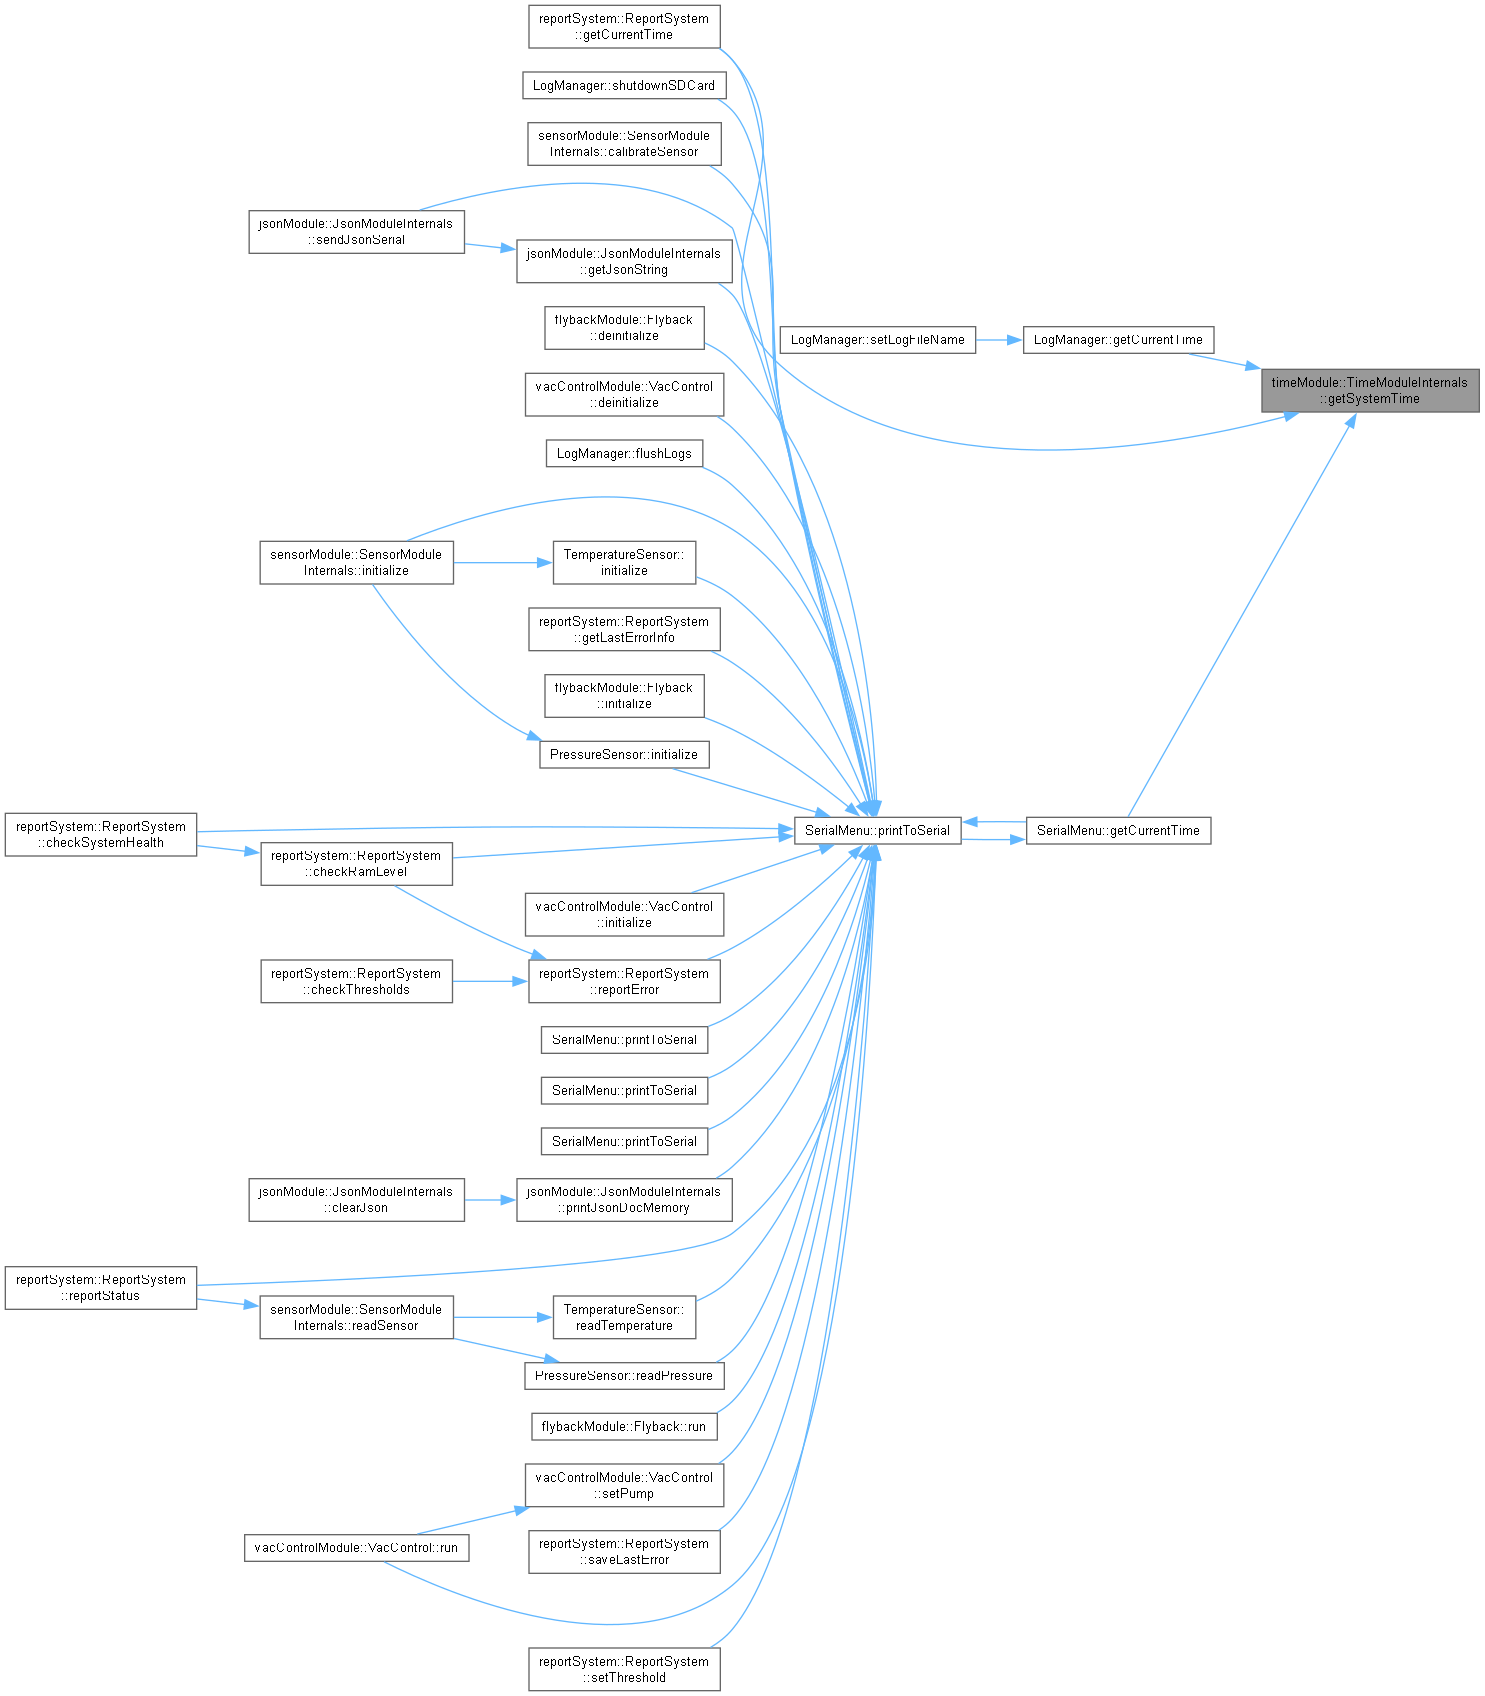 reportSystem::ReportSystem
::getCurrentTime
LogManager::shutdownSDCard
sensorModule::SensorModule
Internals::calibrateSensor
jsonModule::JsonModuleInternals
::sendJsonSerial
jsonModule::JsonModuleInternals
::getJsonString
flybackModule::Flyback
::deinitialize
LogManager::setLogFileName
LogManager::getCurrentTime
timeModule::TimeModuleInternals
::getSystemTime
vacControlModule::VacControl
::deinitialize
LogManager::flushLogs
sensorModule::SensorModule
Internals::initialize
TemperatureSensor::
initialize
reportSystem::ReportSystem
::getLastErrorInfo
flybackModule::Flyback
::initialize
PressureSensor::initialize
reportSystem::ReportSystem
::checkSystemHealth
reportSystem::ReportSystem
::checkRamLevel
SerialMenu::printToSerial
SerialMenu::getCurrentTime
vacControlModule::VacControl
::initialize
reportSystem::ReportSystem
::checkThresholds
reportSystem::ReportSystem
::reportError
SerialMenu::printToSerial
SerialMenu::printToSerial
SerialMenu::printToSerial
jsonModule::JsonModuleInternals
::clearJson
jsonModule::JsonModuleInternals
::printJsonDocMemory
reportSystem::ReportSystem
::reportStatus
sensorModule::SensorModule
Internals::readSensor
TemperatureSensor::
readTemperature
PressureSensor::readPressure
flybackModule::Flyback::run
vacControlModule::VacControl
::setPump
vacControlModule::VacControl::run
reportSystem::ReportSystem
::saveLastError
reportSystem::ReportSystem
::setThreshold